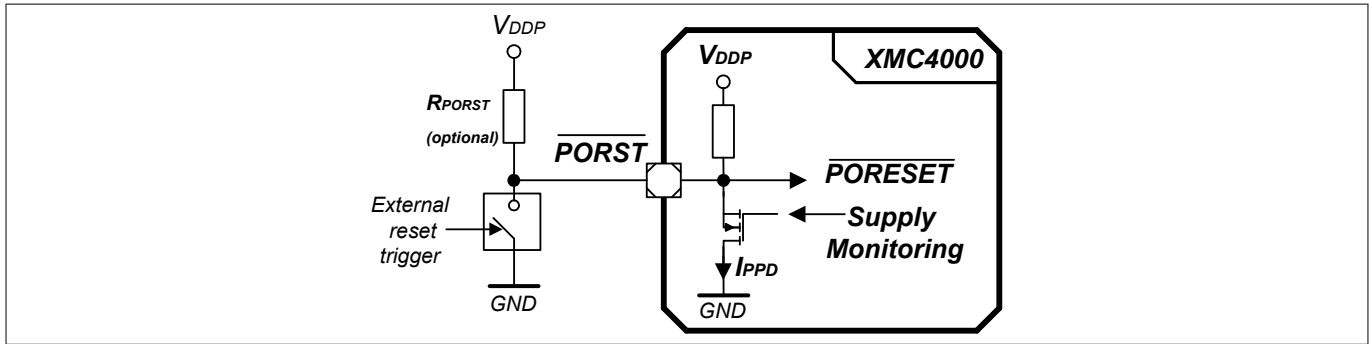 VDDP
RPORST
(optional)
External
reset
trigger
GND
PORST
XMC4000
VDDP
PORESET
Supply
Monitoring
IPPD
GND